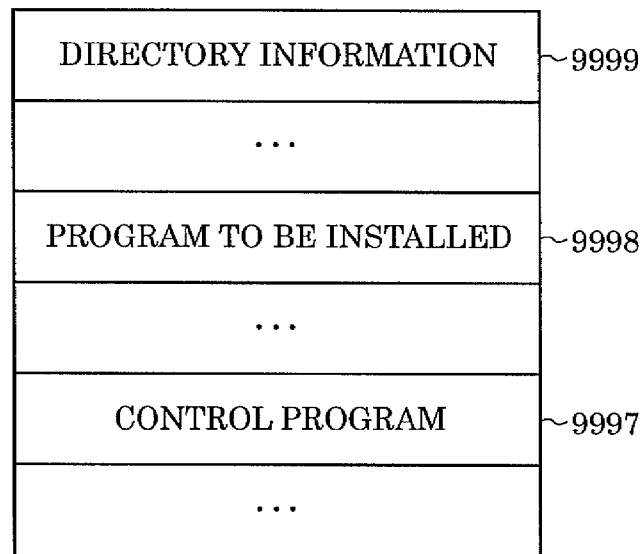 DIRECTORY INFORMATION 9999
...
PROGRAM TO BE INSTALLED 9998
...
CONTROL PROGRAM 9997
...